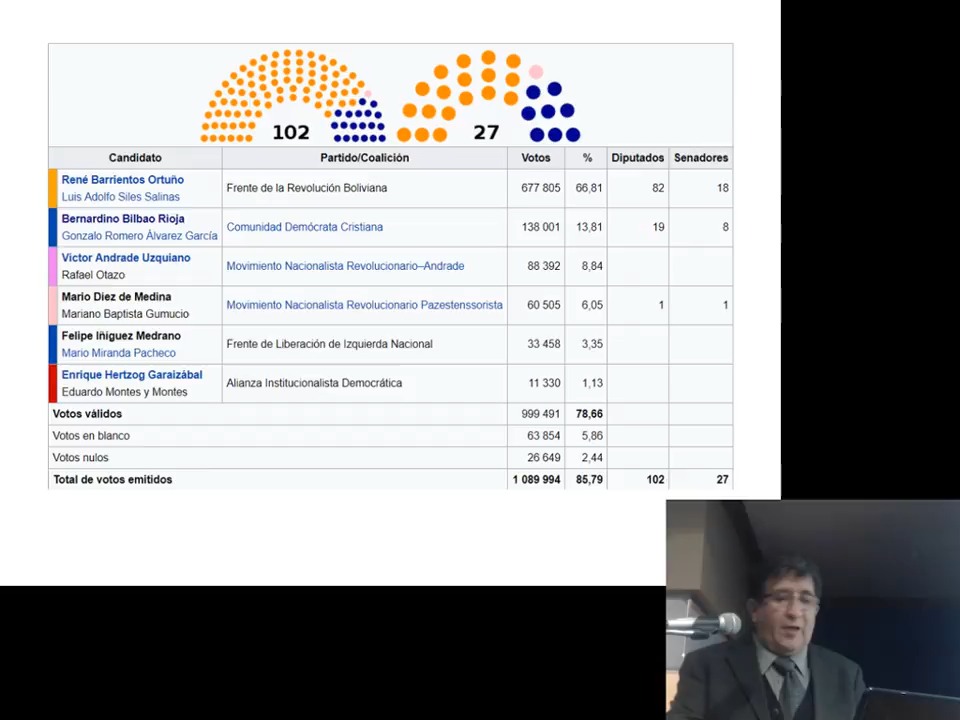 102 27
Candidato Partido/Coalición Votos % Diputados Senadores
René Barrientos Ortuño
Luis Adolfo Siles Salinas
Frente de la Revolución Boliviana 677 805 66,81 82 18
Bernardino Bilbao Rioja
Gonzalo Romero Álvarez García
Comunidad Demócrata Cristiana 138 001 13,81 19 8
Víctor Andrade Uzquiano
Rafael Otazo
Movimiento Nacionalista Revolucionario–Andrade 88 392 8,84
Mario Diez de Medina
Mariano Baptista Gumucio
Movimiento Nacionalista Revolucionario Pazestenssorista 60 505 6,05 1 1
Felipe Iñiguez Medrano
Mario Miranda Pacheco
Frente de Liberación de Izquierda Nacional 33 458 3,35
Enrique Hertzog Garaizábal
Eduardo Montes y Montes
Alianza Institucionalista Democrática 11 330 1,13
Votos válidos 999 491 78,66
Votos en blanco 63 854 5,86
Votos nulos 26 649 2,44
Total de votos emitidos 1 089 994 85,79 102 27